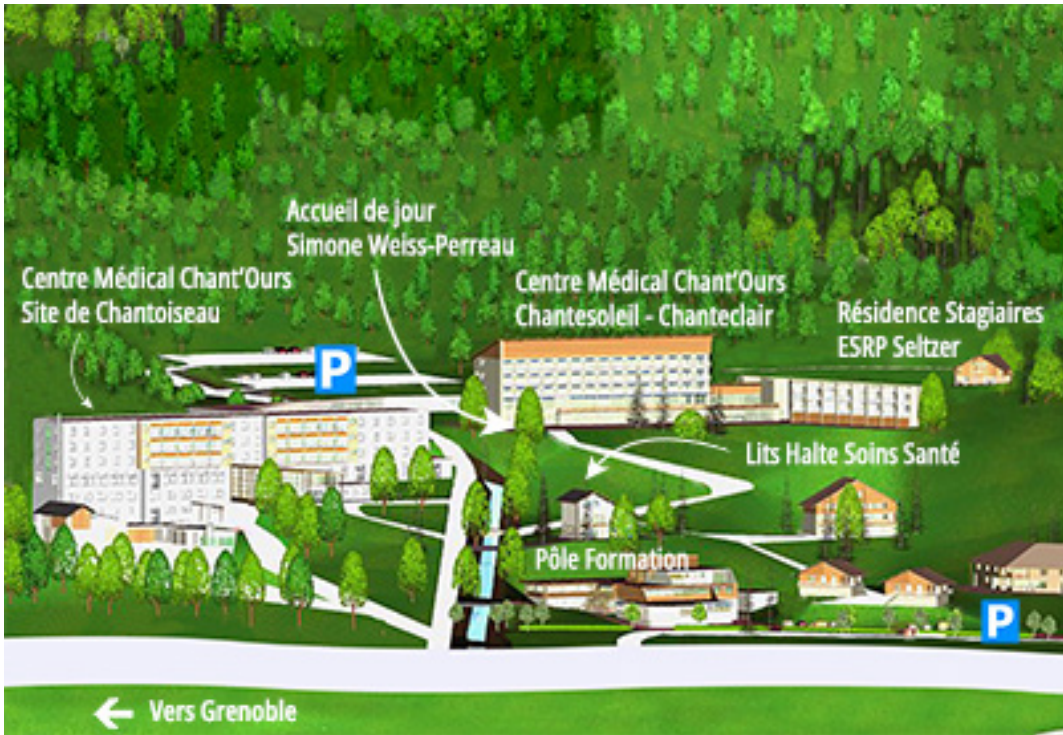 Accueil de jour
Simone Weiss-Perreau
Centre Médical Chant'Ours
Site de Chantoiseau
Centre Médical Chant'Ours
Chantesoleil - Chanteclair
Résidence Stagiaires
ESRP Seltzer
P
Lits Halte Soins Santé
Pôle Formation
P
Vers Grenoble